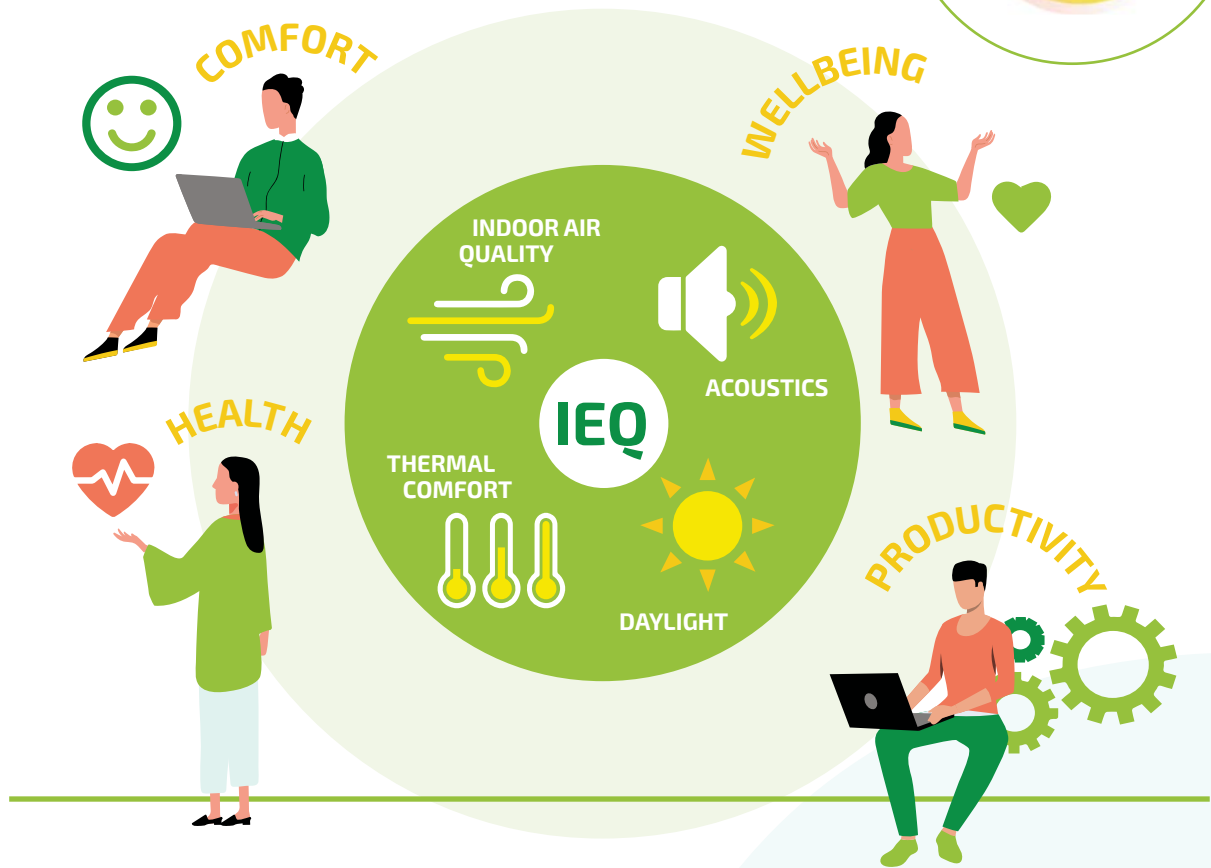 COMFORT
WELLBEING
INDOOR AIR
QUALITY
ACOUSTICS
IEQ
HEALTH
THERMAL
COMFORT
PRODUCTIVITY
DAYLIGHT